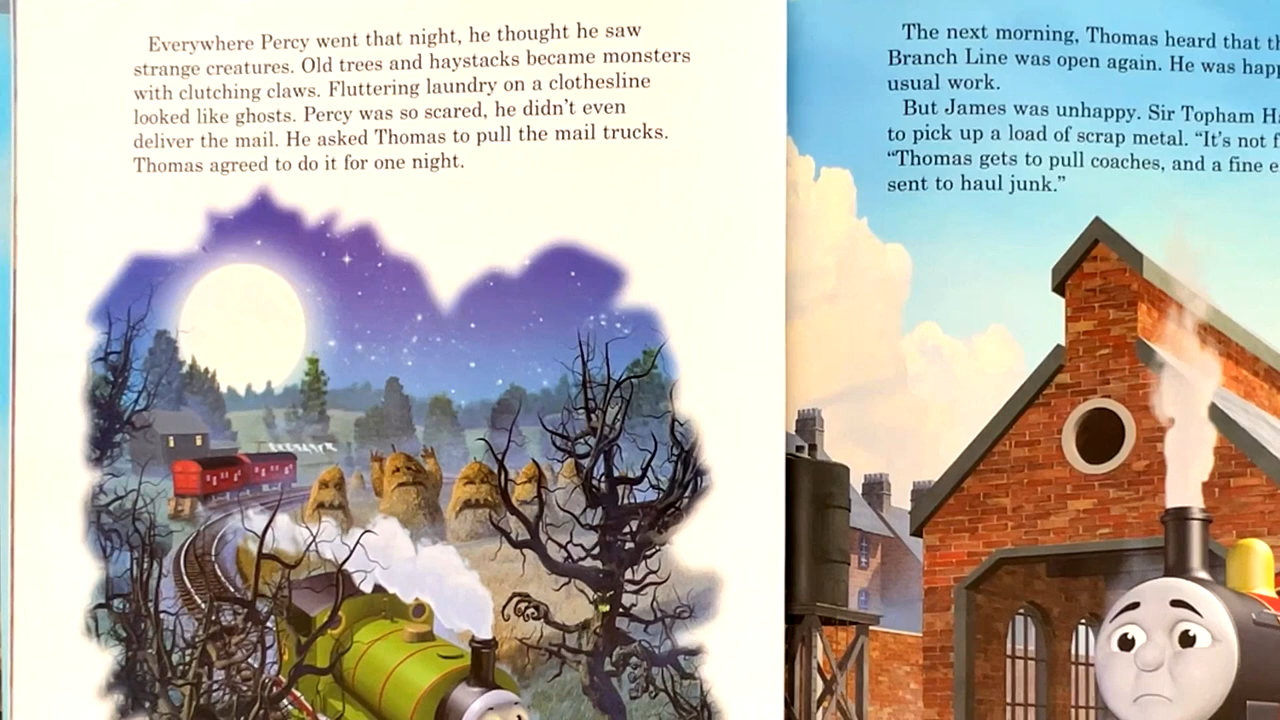 Everywhere Percy went that night, he thought he saw
strange creatures. Old trees and haystacks became monsters
with clutching claws. Fluttering laundry on a clothesline
looked like ghosts. Percy was so scared, he didn't even
deliver the mail. He asked Thomas to pull the mail trucks.
Thomas agreed to do it for one night.
The next morning, Thomas heard that
Branch Line was open again. He was
usual work.
But James was unhappy. Sir Topham
to pick up a load of scrap metal. “It's not
“Thomas gets to pull coaches, and a fine
sent to haul junk.”